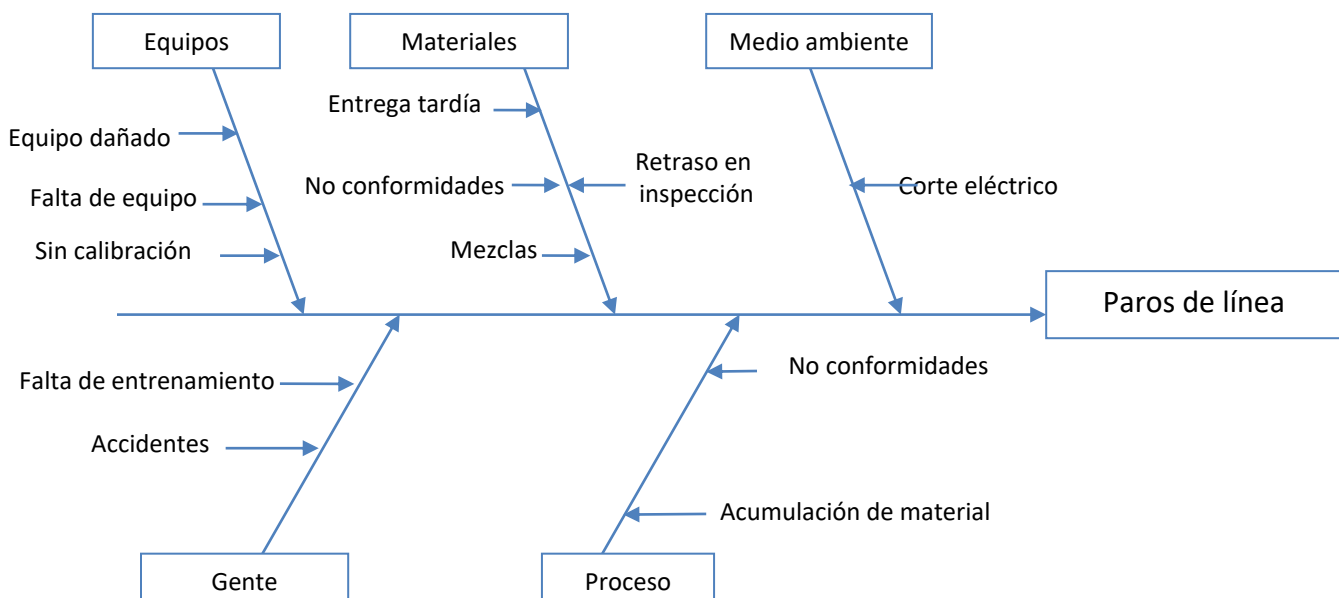 Equipos
Materiales
Medio ambiente
Entrega tardía
Equipo dañado
Retraso en
inspección
No conformidades
Corte eléctrico
Falta de equipo
Sin calibración
Mezclas
Paros de línea
No conformidades
Falta de entrenamiento
Accidentes
Acumulación de material
Gente
Proceso